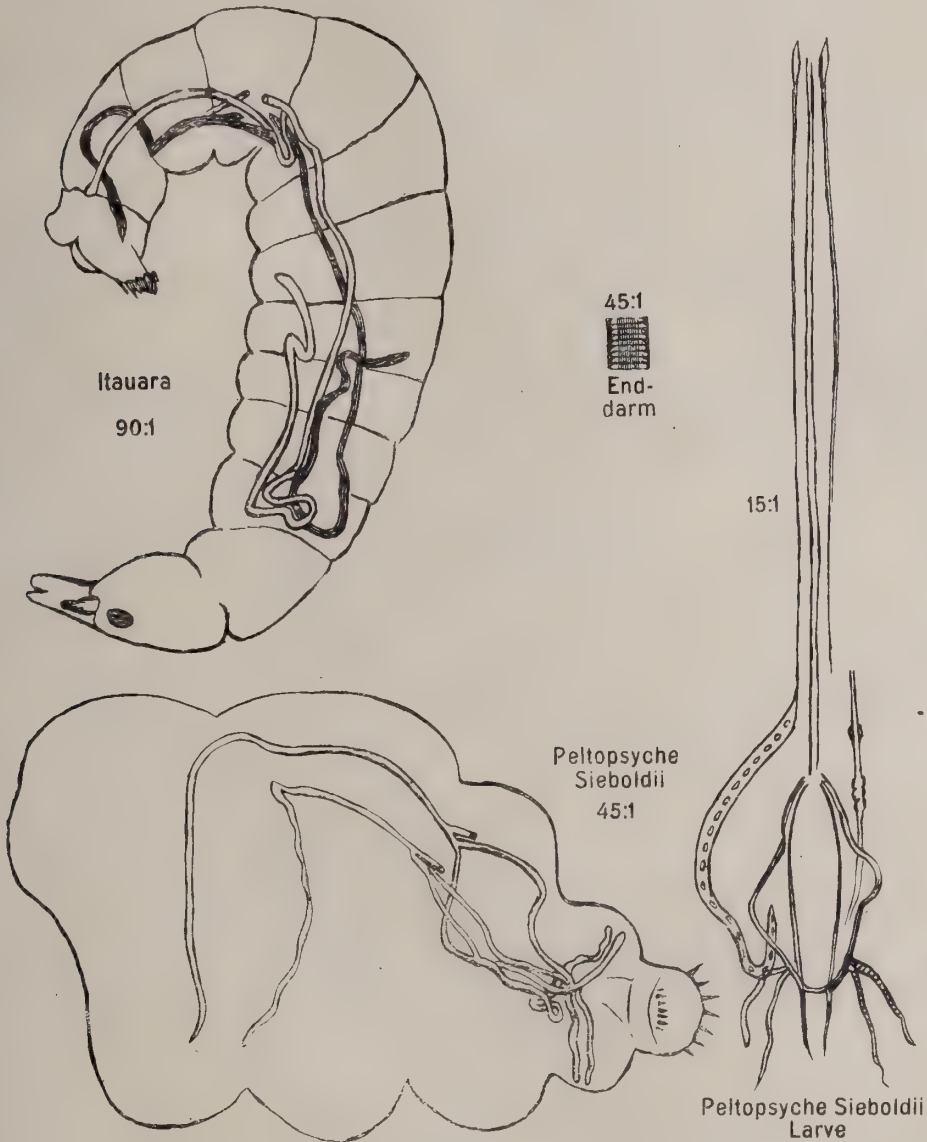 Itauara
90:1
45:1
End-
darm
15:1
Peltopsyche
Sieboldii
45:1
Peltopsyche Sieboldii
Larve